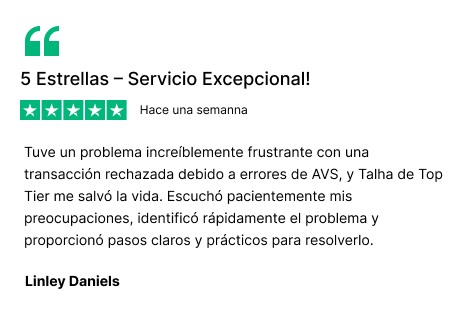 5 Estrellas – Servicio Excepcional!
Hace una semanna
Tuve un problema increíblemente frustrante con una
transacción rechazada debido a errores de AVS, y Talha de Top
Tier me salvó la vida. Escuchó pacientemente mis
preocupaciones, identificó rápidamente el problema y
proporcionó pasos claros y prácticos para resolverlo.
Linley Daniels